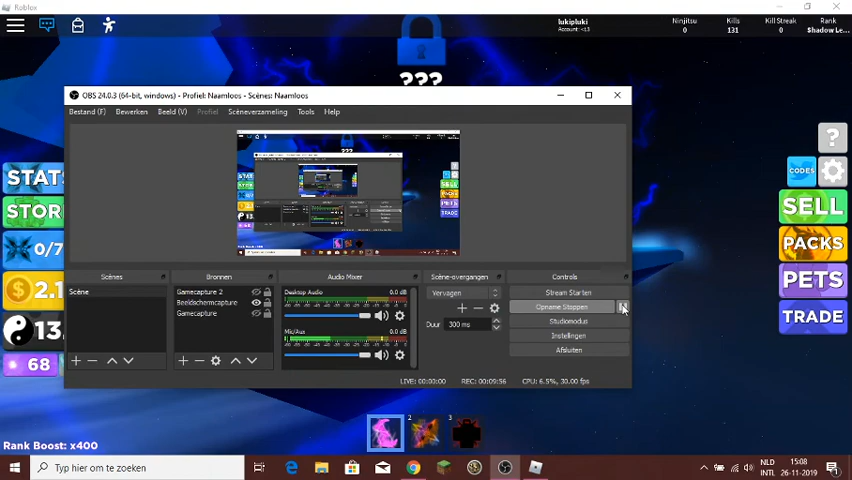 Roblox
lukipluki
Account: <13
Ninjitsu
0
Kills
131
Kill Streak
0
Rank
Shadow Le...
???
OBS 24.0.3 (64-bit, windows) - Profiel: Naamloos - Scènes: Naamloos
Bestand (F) Bewerken Beeld (V) Profiel Scèneverzameling Tools Help
STATS
STOR
0/7
2.1
13.
68
?
CODES
SELL
PACKS
PETS
TRADE
Scènes
Scène
Bronnen
Gamecapture 2
Beeldschermcapture
Gamecapture
Audio Mixer
Desktop Audio 0.0 dB
Mic/Aux 0.0 dB
Scène-overgangen
Vervagen
Duur 300 ms
Controls
Stream Starten
Opname Stoppen
Studiomodus
Instellingen
Afsluiten
LIVE: 00:00:00 REC: 00:09:56 CPU: 6.5%, 30.00 fps
2
3
Rank Boost: x400
Typ hier om te zoeken
NLD
INTL
15:08
26-11-2019
1